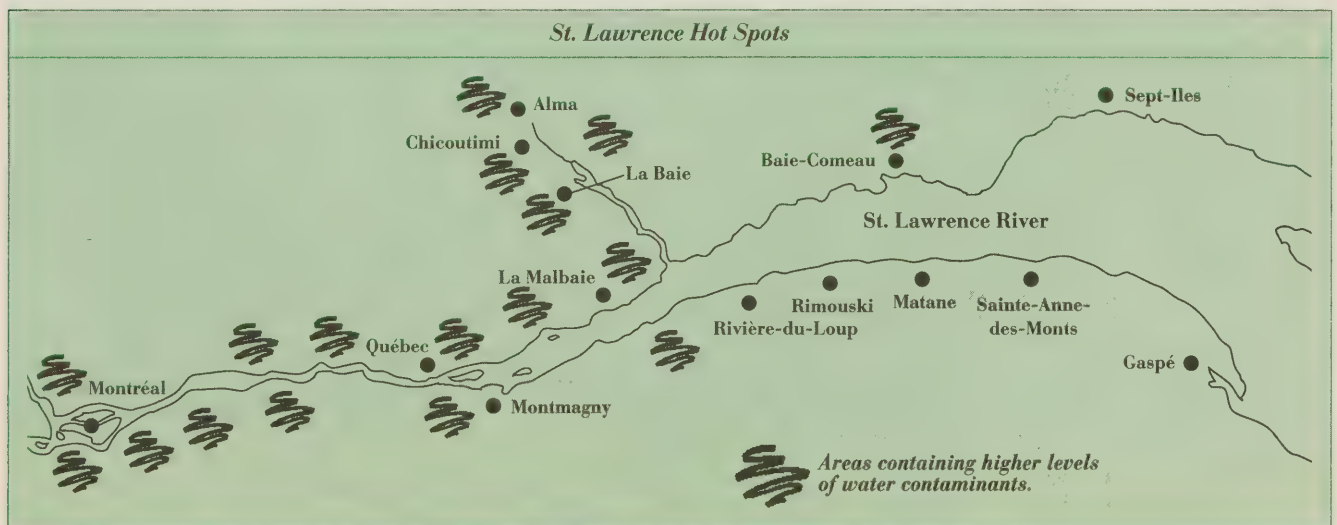 St. Lawrence Hot Spots
Sept-Iles
Alma
Chicoutimi
Baie-Comeau
La Baie
St. Lawrence River
La Malbaie
Rimouski
Matane
Sainte-Anne-
des-Monts
Rivière-du-Loup
Québec
Gaspé
Montréal
Montmagny
Areas containing higher levels
of water contaminants.